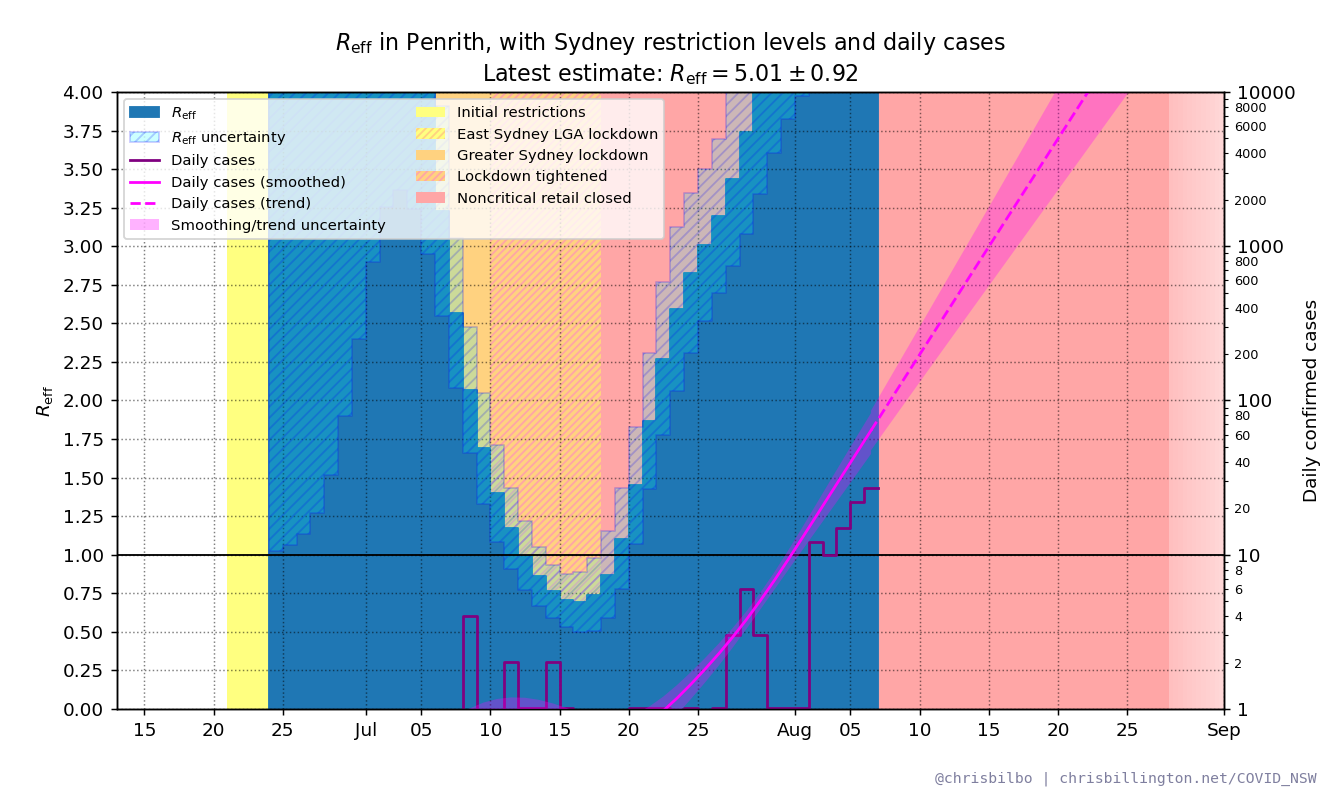 Reff in Penrith, with Sydney restriction levels and daily cases
Latest estimate: Reff = 5.01 ± 0.92
Reff
Reff uncertainty
Daily cases
Daily cases (smoothed)
Daily cases (trend)
Smoothing/trend uncertainty
Initial restrictions
East Sydney LGA lockdown
Greater Sydney lockdown
Lockdown tightened
Noncritical retail closed
4.00
3.75
3.50
3.25
3.00
2.75
2.50
2.25
2.00
1.75
1.50
1.25
1.00
0.75
0.50
0.25
0.00
Reff
10000
8000
6000
4000
2000
1000
800
600
400
200
100
80
60
40
20
10
8
6
4
2
1
Daily confirmed cases
15 20 25 Jul 05 10 15 20 25 Aug 05 10 15 20 25 Sep
@chrisbilbo | chrisbillington.net/COVID_NSW